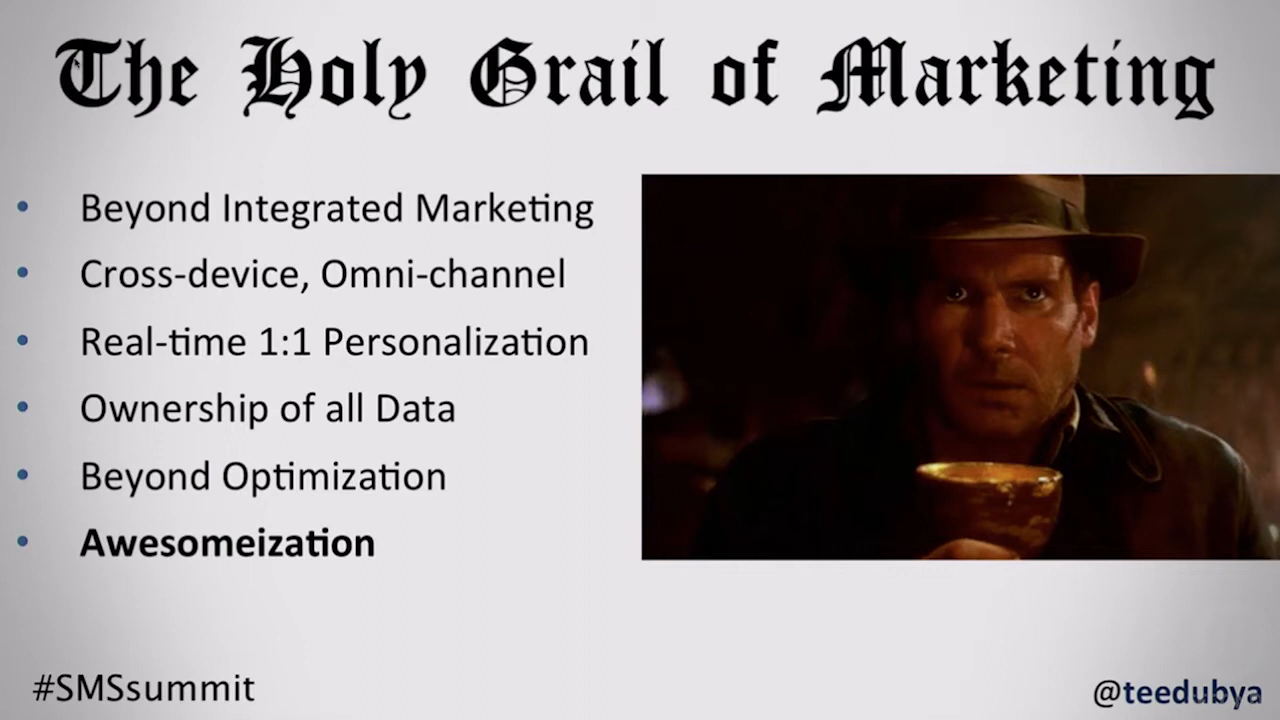 The Holy Grail of Marketing
• Beyond Integrated Marketing
• Cross-device, Omni-channel
• Real-time 1:1 Personalization
• Ownership of all Data
• Beyond Optimization
• Awesomeization
#SMSsummit
@teedubya